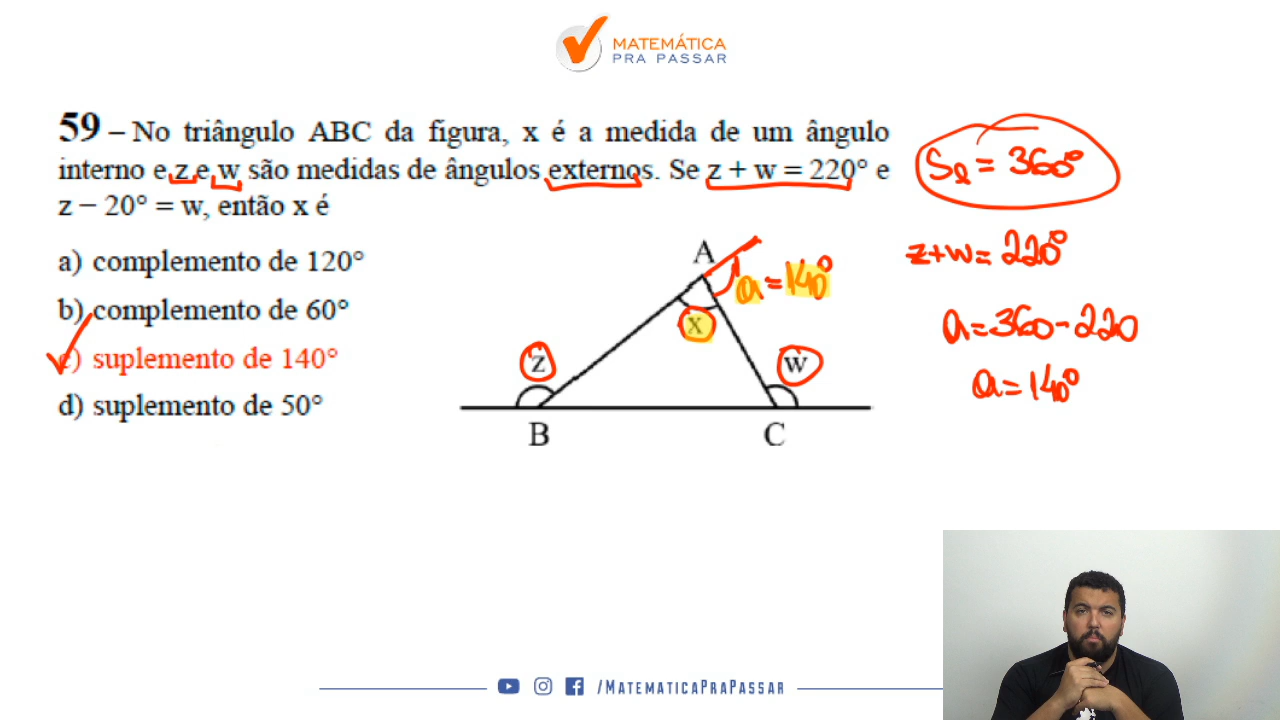 MATEMÁTICA
PRA PASSAR
59 – No triângulo ABC da figura, x é a medida de um ângulo
interno e z e w são medidas de ângulos externos. Se z + w = 220° e
z – 20° = w, então x é
a) complemento de 120°
b) complemento de 60°
c) suplemento de 140°
d) suplemento de 50°
A
a = 140°
x
z
w
B
C
Se = 360°
z+w = 220°
a = 360 - 220
a = 140°
/MATEMATICAPRAPASSAR